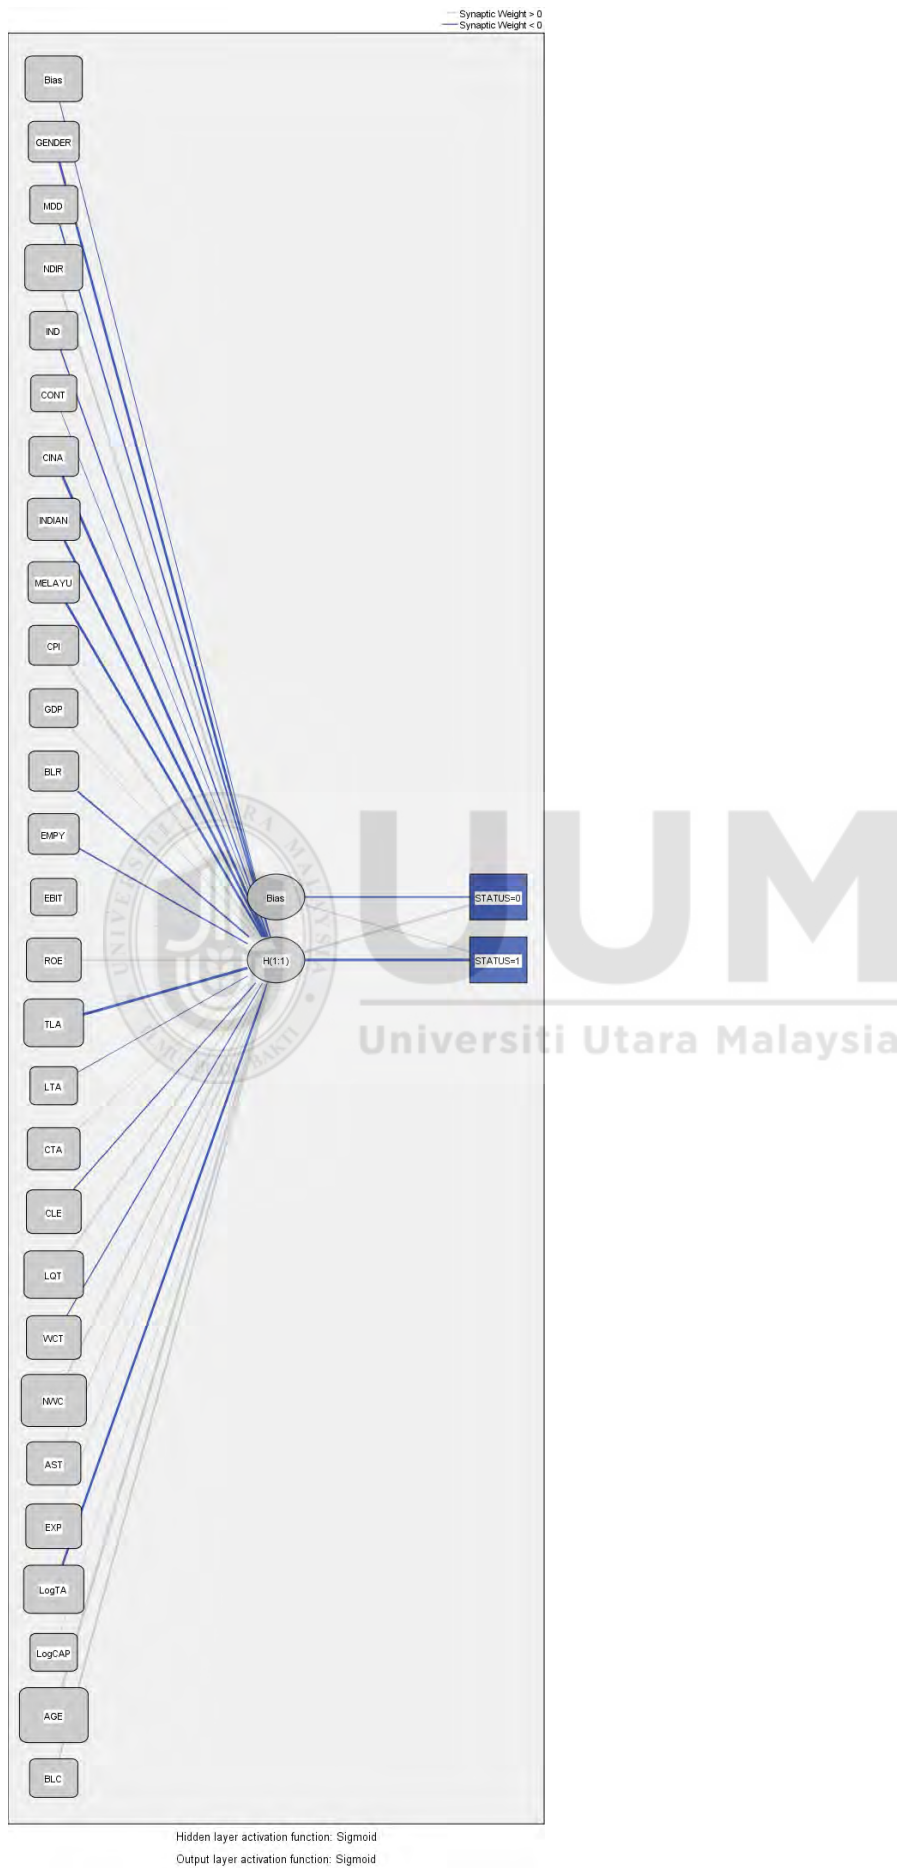 Synaptic Weight > 0
Synaptic Weight < 0
Bias
GENDER
MDD
NDIR
IND
CONT
CINA
INDIAN
MELAYU
CPI
GDP
BLR
EMPY
EBIT
ROE
TLA
LTA
CTA
CLE
LQT
WCT
NWC
AST
EXP
LogTA
LogCAP
AGE
BLC
Bias
H(1:1)
STATUS=0
STATUS=1
UUM
Universiti Utara Malaysia
Hidden layer activation function: Sigmoid
Output layer activation function: Sigmoid